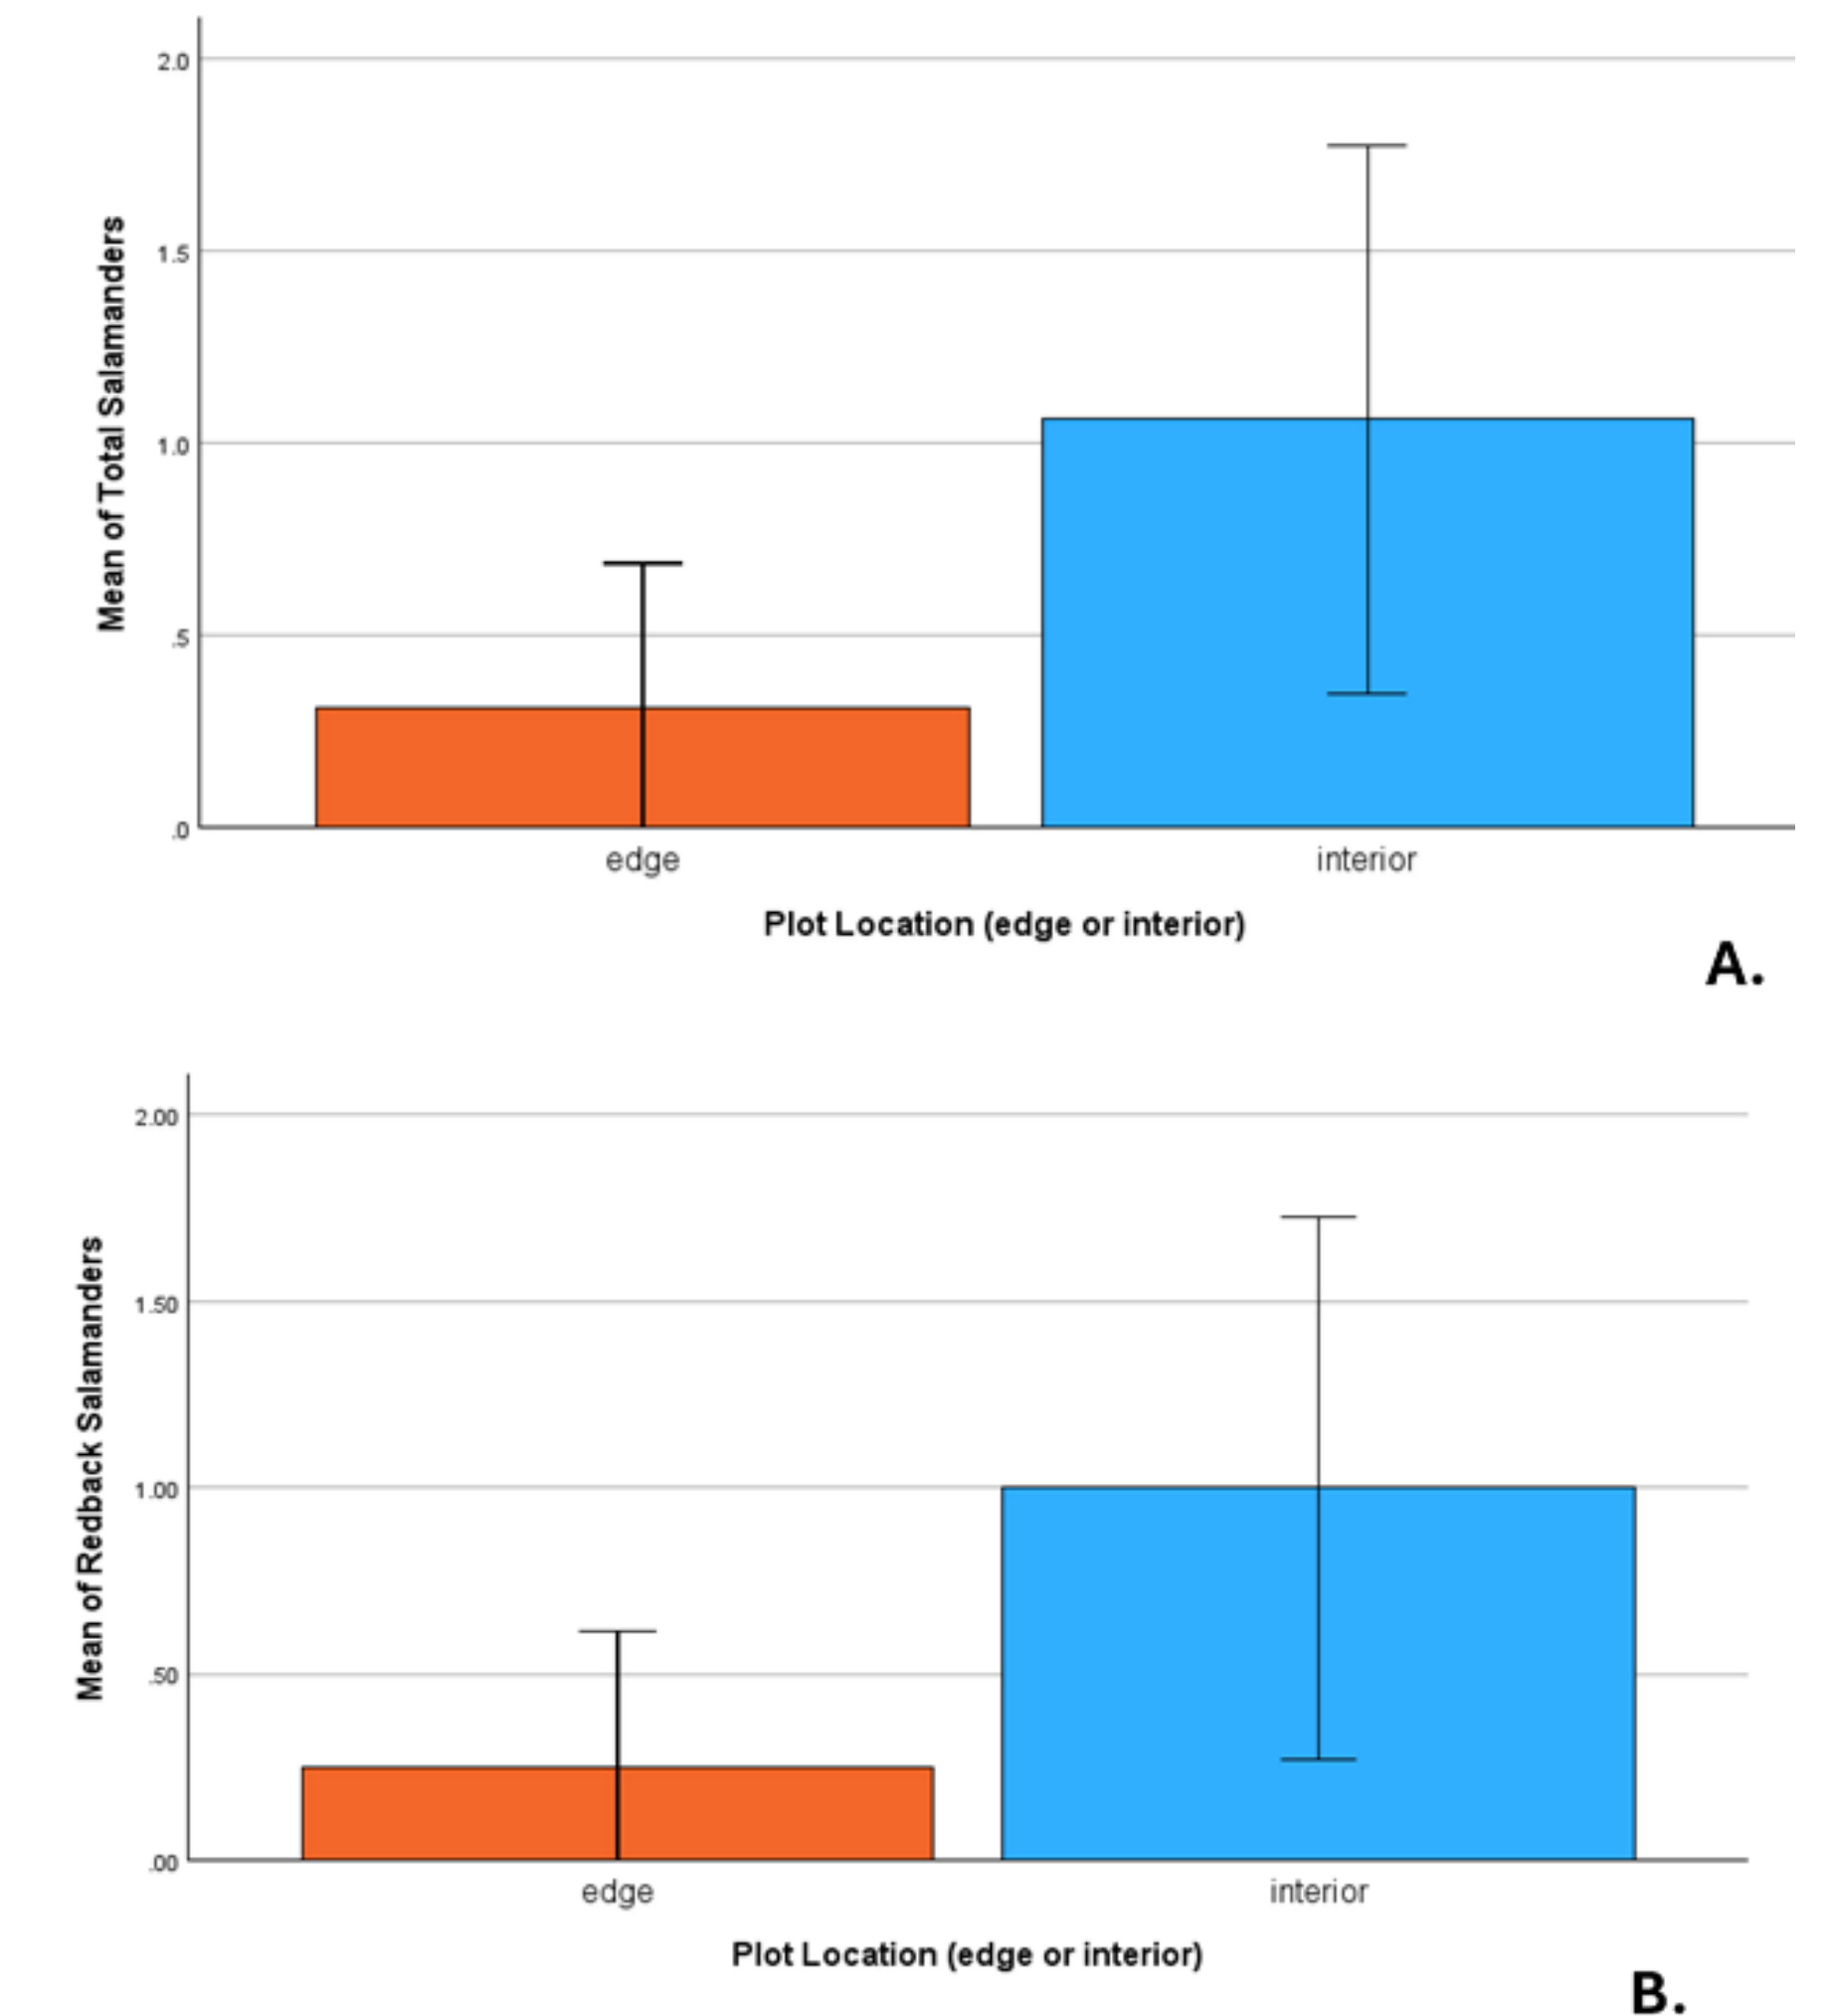 2.0
1.5
1.0
.5
.0
Mean of Total Salamanders
edge
interior
Plot Location (edge or interior)
A.
2.00
1.50
1.00
.50
.00
Mean of Redback Salamanders
edge
interior
Plot Location (edge or interior)
B.